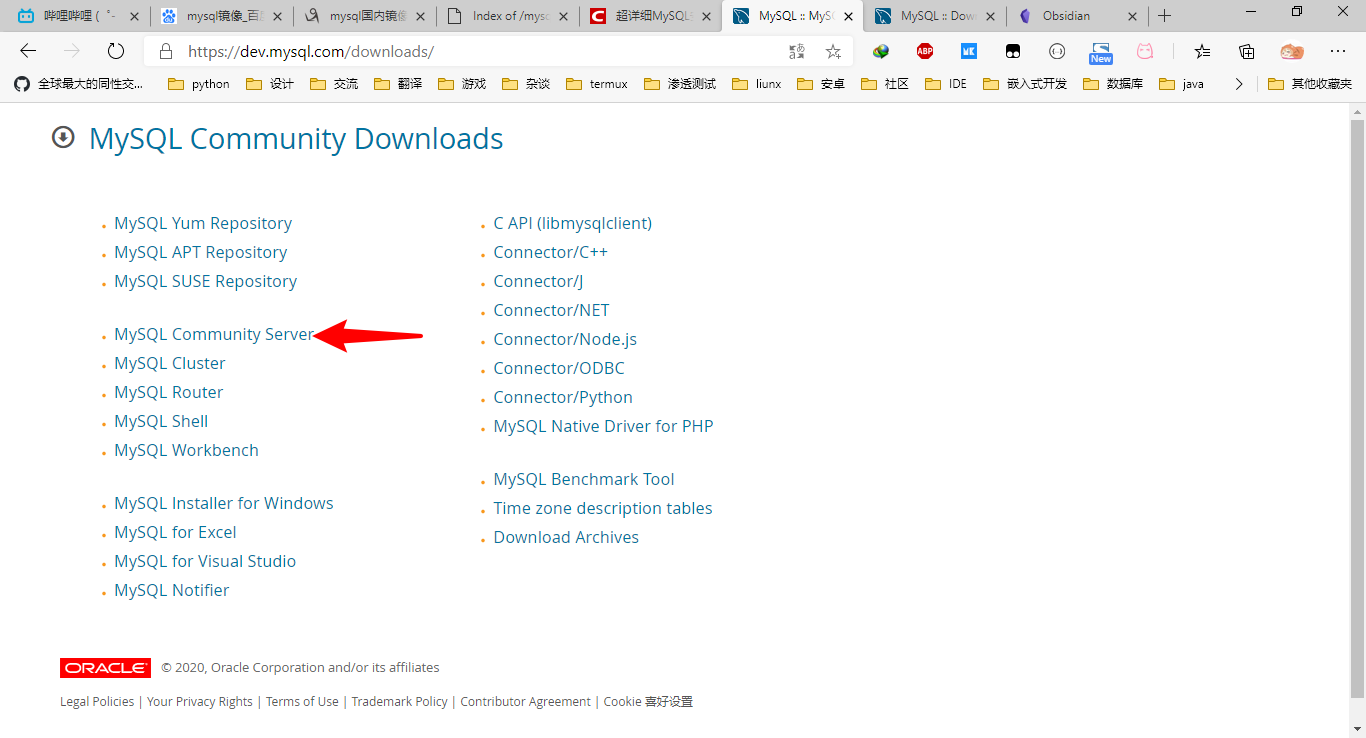 哔哩哔哩 ( ゜-
mysql镜像_百度
mysql国内镜像
Index of /mysql
超详细MySQLS
MySQL :: MySQ
MySQL :: Down
Obsidian
https://dev.mysql.com/downloads/
ABP
New
全球最大的同性交...
python
设计
交流
翻译
游戏
杂谈
termux
渗透测试
liunx
安卓
社区
IDE
嵌入式开发
数据库
java
其他收藏夹
MySQL Community Downloads
MySQL Yum Repository
MySQL APT Repository
MySQL SUSE Repository
MySQL Community Server
MySQL Cluster
MySQL Router
MySQL Shell
MySQL Workbench
MySQL Installer for Windows
MySQL for Excel
MySQL for Visual Studio
MySQL Notifier
C API (libmysqlclient)
Connector/C++
Connector/J
Connector/NET
Connector/Node.js
Connector/ODBC
Connector/Python
MySQL Native Driver for PHP
MySQL Benchmark Tool
Time zone description tables
Download Archives
ORACLE © 2020, Oracle Corporation and/or its affiliates
Legal Policies | Your Privacy Rights | Terms of Use | Trademark Policy | Contributor Agreement | Cookie 喜好设置